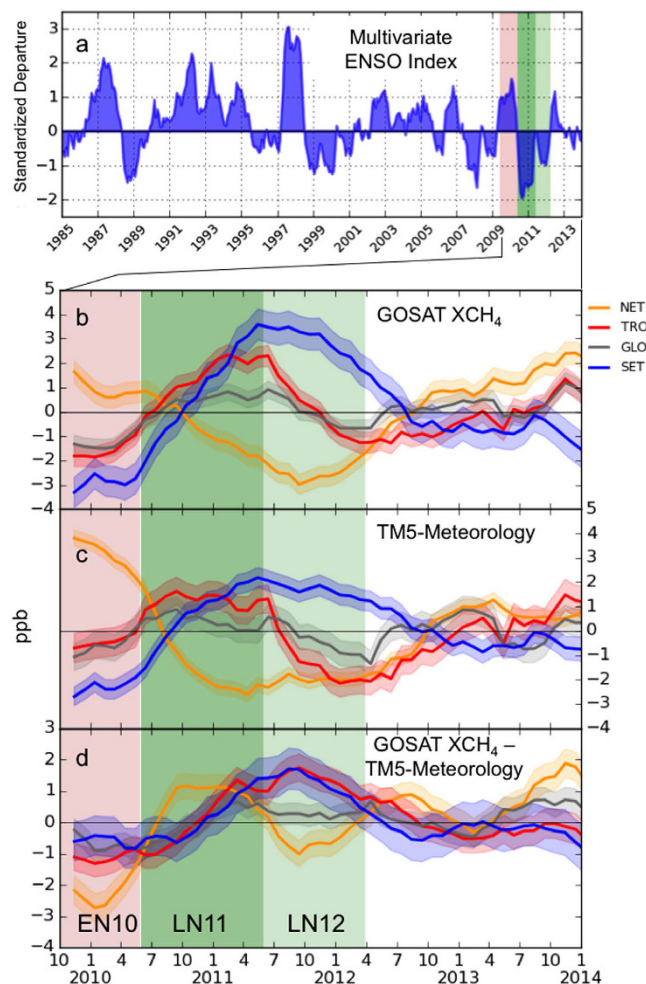 a
Multivariate
ENSO Index
Standardized Departure
3
2
1
0
−1
−2
1985
1987
1989
1991
1993
1995
1997
1999
2001
2003
2005
2007
2009
2011
2013
b
GOSAT XCH₄
5
4
3
2
1
0
−1
−2
−3
−4
NET
TRO
GLO
SET
c
TM5-Meteorology
ppb
5
4
3
2
1
0
−1
−2
−3
−4
d
GOSAT XCH₄ –
TM5-Meteorology
3
2
1
0
−1
−2
−3
−4
EN10 LN11 LN12
10 1 4 7 10 1 4 7 10 1 4 7 10 1 4 7 10 1
2010 2011 2012 2013 2014